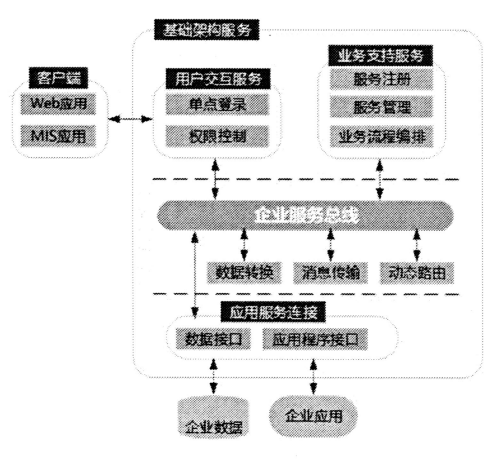 基础架构服务
业务支持服务
客户端
用户交互服务
服务注册
Web应用
单点登录
服务管理
MIS应用
权限控制
业务流程编排
企业服务总线
数据转换
消息传输
动态路由
应用服务连接
数据接口
应用程序接口
企业数据
企业应用